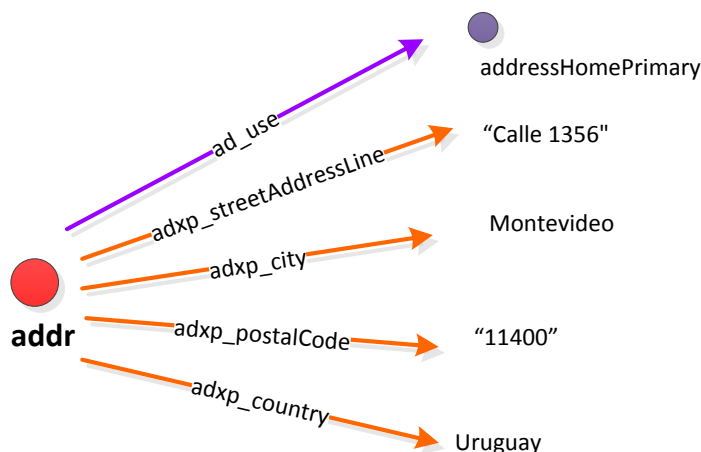 addressHomePrimary
ad_use
“Calle 1356"
adxp_streetAddressLine
Montevideo
adxp_city
addr
adxp_postalCode
“11400”
adxp_country
Uruguay